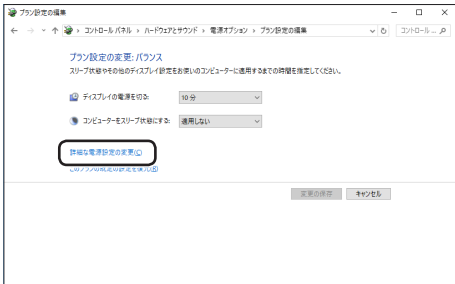 プラン設定の編集
コントロール パネル › ハードウェアとサウンド › 電源オプション › プラン設定の編集
コントロール ...
プラン設定の変更: バランス
スリープ状態やその他のディスプレイ設定をお使いのコンピューターに適用するまでの時間を指定してください。
ディスプレイの電源を切る: 10 分
コンピューターをスリープ状態にする: 適用しない
詳細な電源設定の変更(C)
このプランの既定の設定を復元(R)
変更の保存 キャンセル